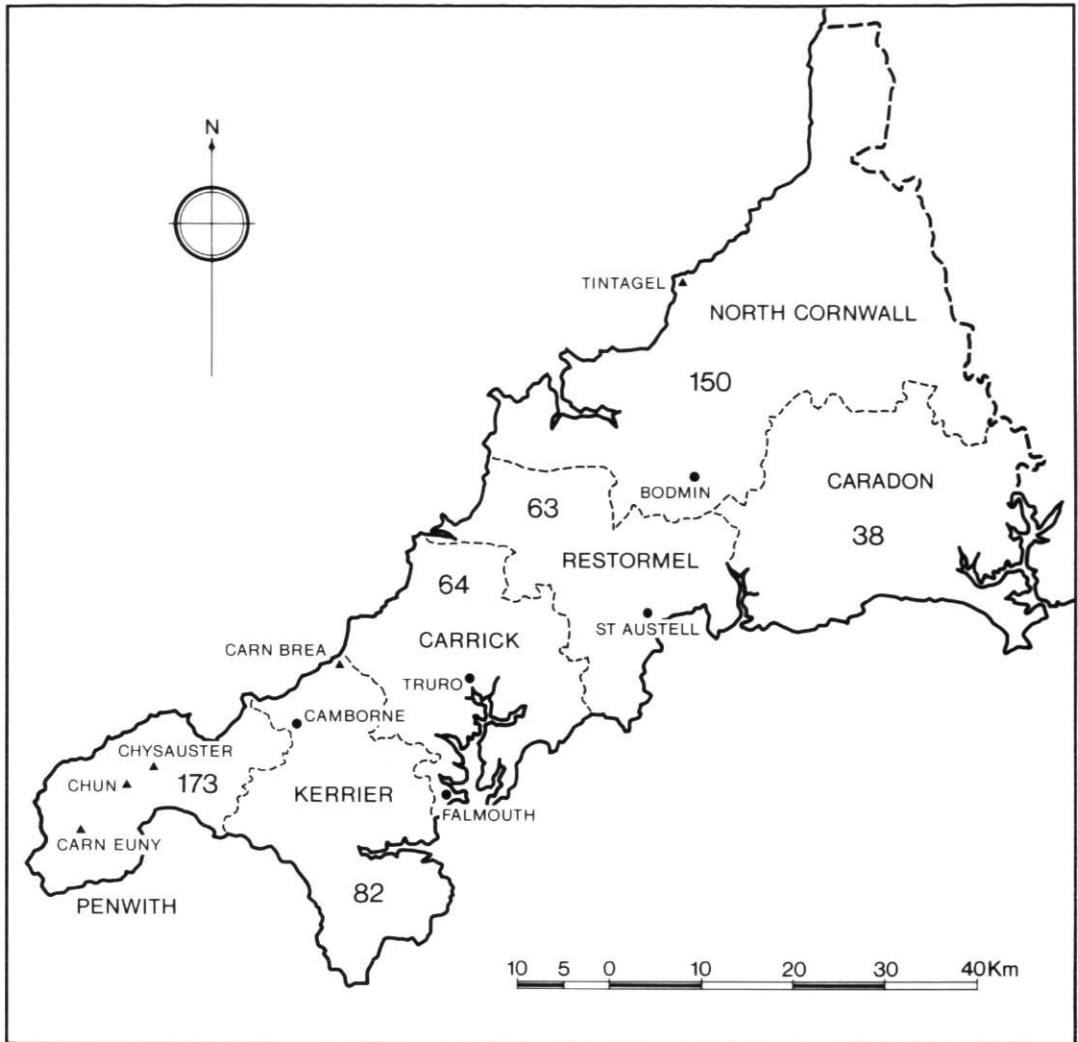 N
TINTAGEL
NORTH CORNWALL
150
BODMIN
CARADON
63
38
RESTORMEL
64
ST AUSTELL
CARRICK
CARN BREA
TRURO
CAMBORNE
CHYSAUSTER
173
CHUN
KERRIER
FALMOUTH
CARN EUNY
82
PENWITH
10 5 0 10 20 30 40Km